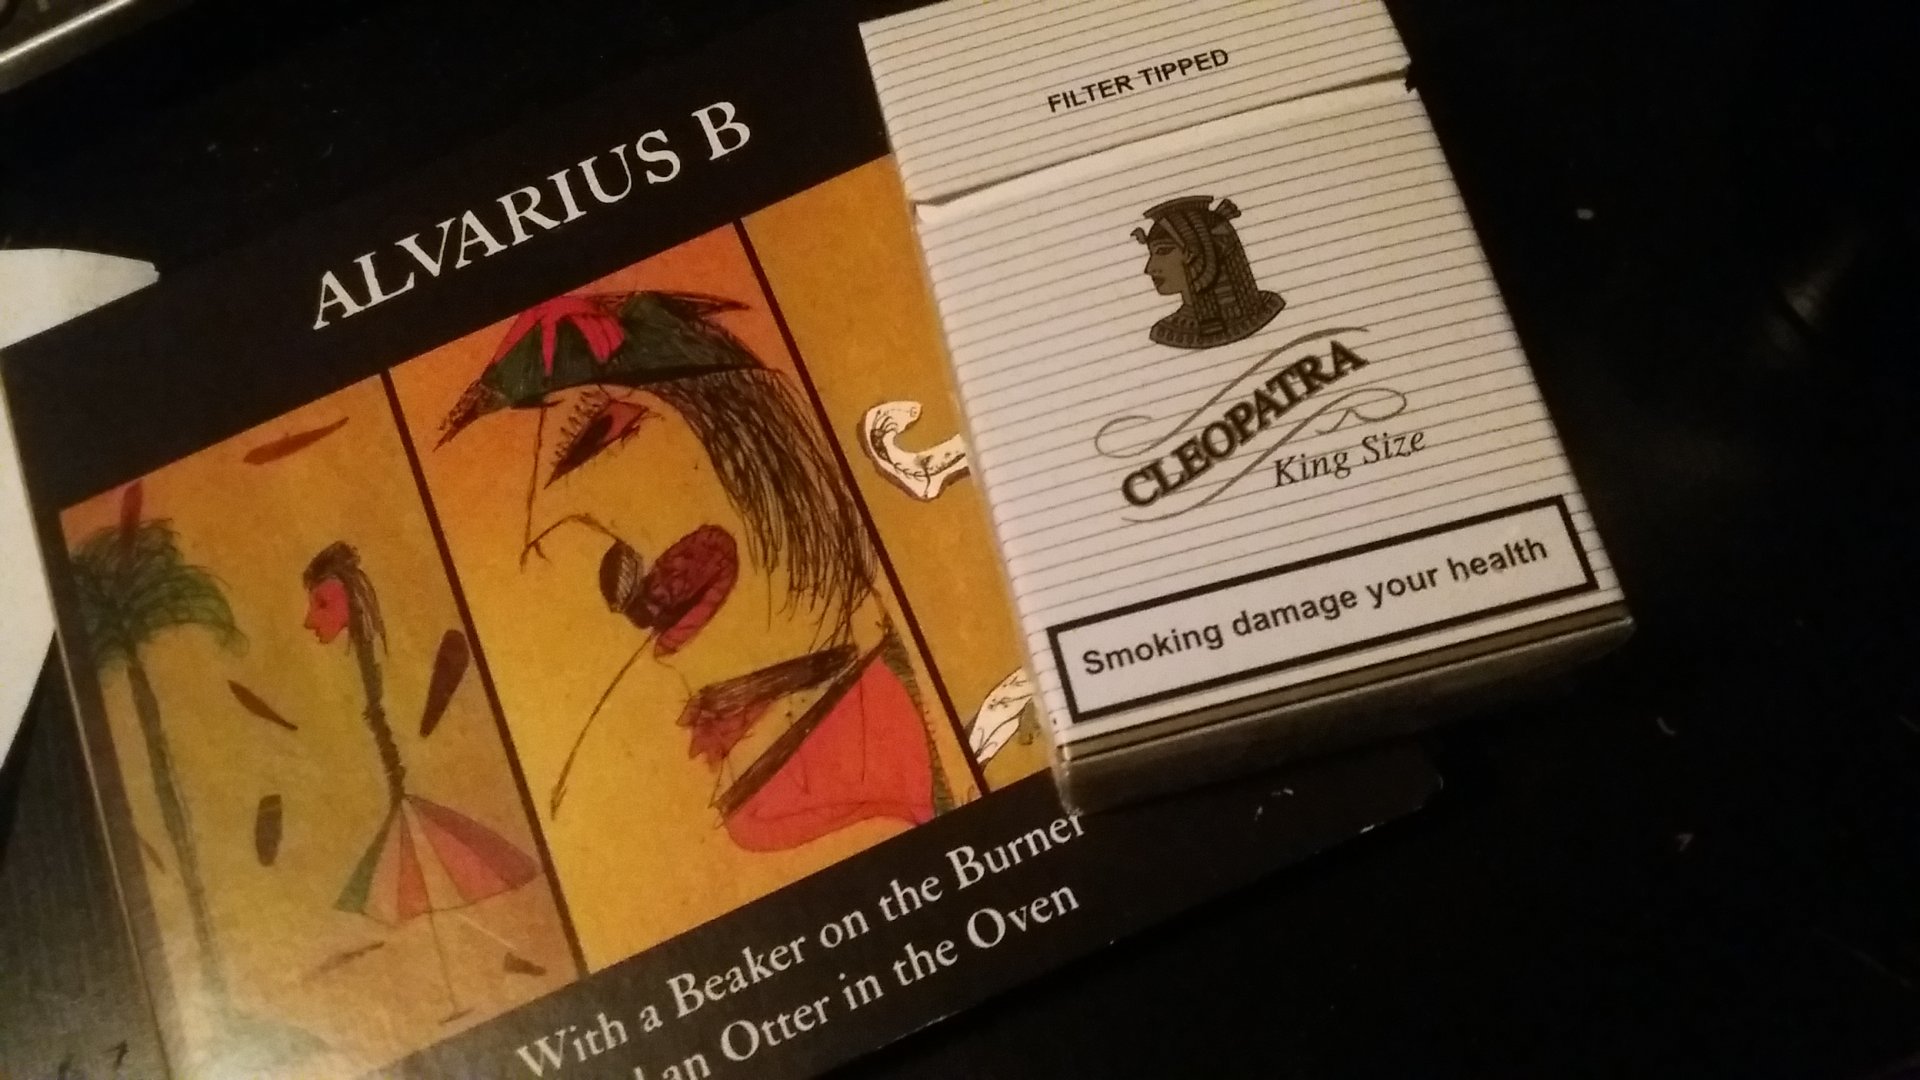 ALVARIUS B
With a Beaker on the Burner
an Otter in the Oven
FILTER TIPPED
CLEOPATRA
King Size
Smoking damage your health